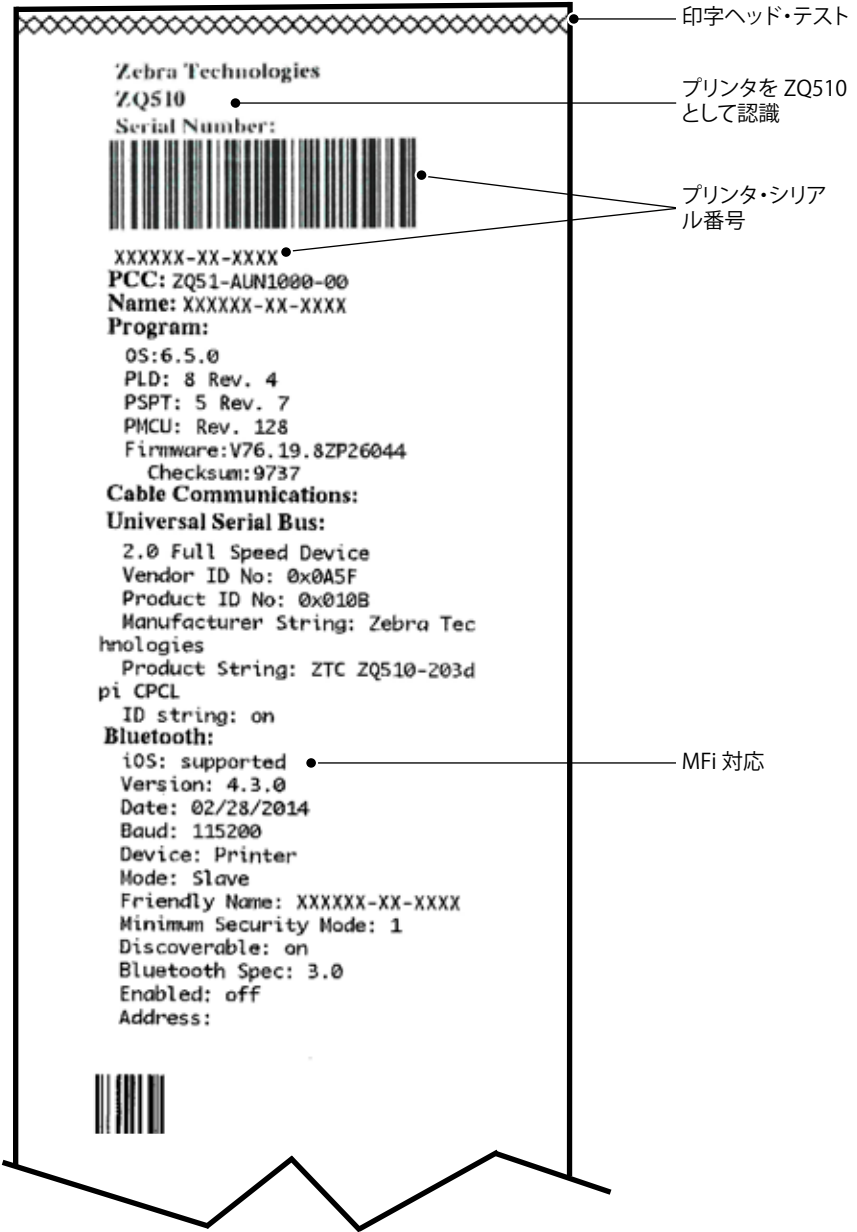 印字ヘッド・テスト
Zebra Technologies
ZQ510
プリンタを ZQ510
として認識
Serial Number:
プリンタ・シリア
ル番号
XXXXXX-XX-XXXX
PCC: ZQ51-AUN1000-00
Name: XXXXXX-XX-XXXX
Program:
OS:6.5.0
PLD: 8 Rev. 4
PSPT: 5 Rev. 7
PMCU: Rev. 128
Firmware:V76.19.8ZP26044
Checksum:9737
Cable Communications:
Universal Serial Bus:
2.0 Full Speed Device
Vendor ID No: 0x0A5F
Product ID No: 0x010B
Manufacturer String: Zebra Tec
hnologies
Product String: ZTC ZQ510-203d
pi CPCL
ID string: on
Bluetooth:
iOS: supported
MFi 対応
Version: 4.3.0
Date: 02/28/2014
Baud: 115200
Device: Printer
Mode: Slave
Friendly Name: XXXXXX-XX-XXXX
Minimum Security Mode: 1
Discoverable: on
Bluetooth Spec: 3.0
Enabled: off
Address: